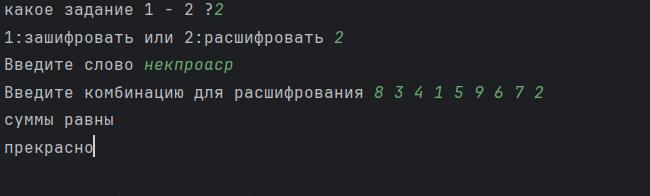 какое задание 1 - 2 ?2
1:зашифровать или 2:расшифровать 2
Введите слово некпроаср
Введите комбинацию для расшифрования 8 3 4 1 5 9 6 7 2
суммы равны
прекрасно